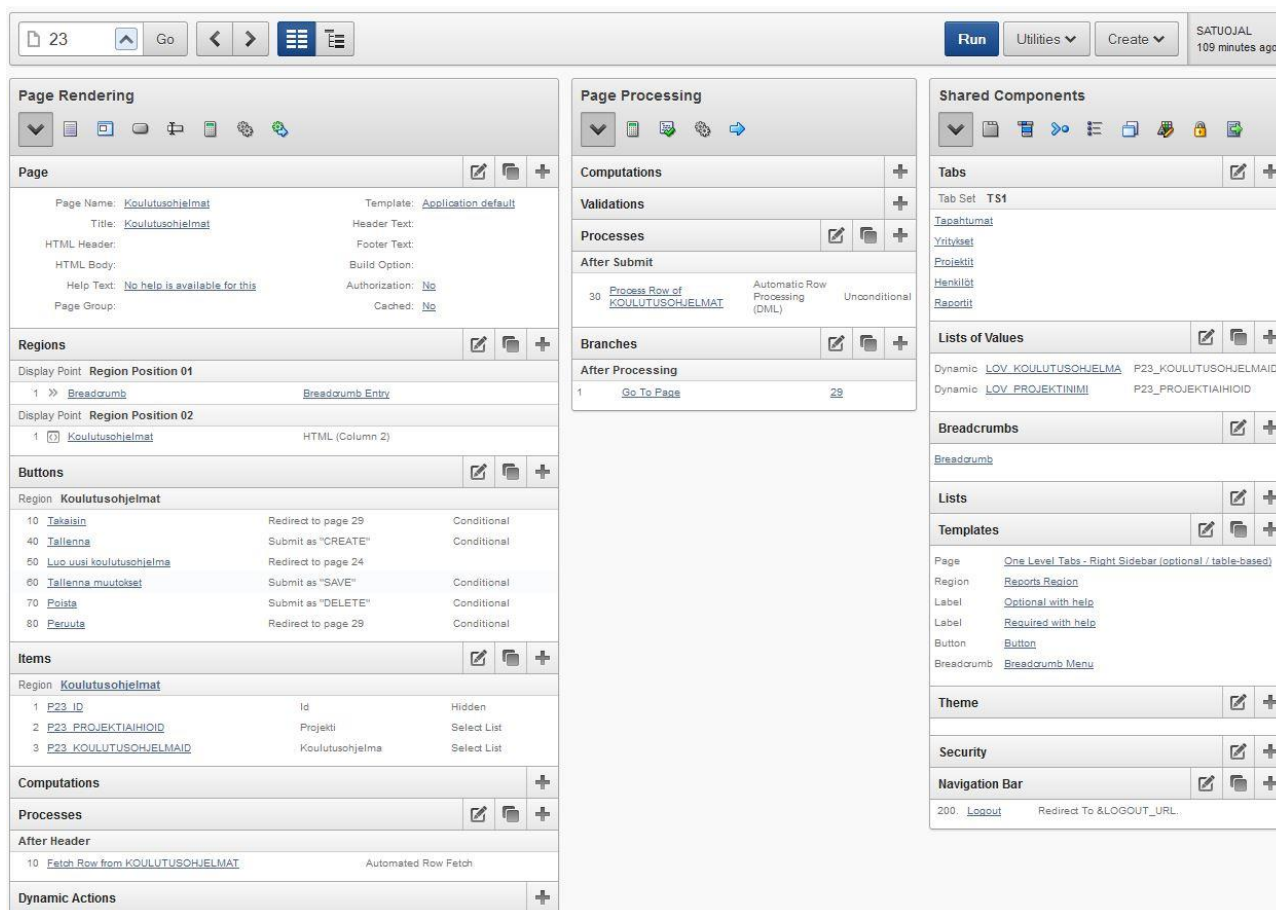 23
Go
Run
Utilities
Create
SATUOJAL
109 minutes ago
Page Rendering
Page
Page Name: Koulutusohjelmat Template: Application default
Title: Koulutusohjelmat Header Text:
HTML Header: Footer Text:
HTML Body: Build Option:
Help Text: No help is available for this Authorization: No
Page Group: Cached: No
Regions
Display Point Region Position 01
1 Breadcrumb Breadcrumb Entry
Display Point Region Position 02
1 Koulutusohjelmat HTML (Column 2)
Buttons
Region Koulutusohjelmat
10 Takaisin Redirect to page 29 Conditional
40 Tallenna Submit as "CREATE" Conditional
50 Luo uusi koulutusohjelma Redirect to page 24
60 Tallenna muutokset Submit as "SAVE" Conditional
70 Poista Submit as "DELETE" Conditional
80 Peruuta Redirect to page 29 Conditional
Items
Region Koulutusohjelmat
1 P23_ID Id Hidden
2 P23_PROJEKTIAIHIOID Projekti Select List
3 P23_KOULUTUSOHJELMAID Koulutusohjelma Select List
Computations
Processes
After Header
10 Fetch Row from KOULUTUSOHJELMAT Automated Row Fetch
Dynamic Actions
Page Processing
Computations
Validations
Processes
After Submit
30 Process Row of KOULUTUSOHJELMAT Automatic Row Processing (DML) Unconditional
Branches
After Processing
1 Go To Page 29
Shared Components
Tabs
Tab Set TS1
Tapahtumat
Yritykset
Projektit
Henkilöt
Raportit
Lists of Values
Dynamic LOV_KOULUTUSOHJELMA P23_KOULUTUSOHJELMAID
Dynamic LOV_PROJEKTINIMI P23_PROJEKTIAIHIOID
Breadcrumbs
Breadcrumb
Lists
Templates
Page One Level Tabs - Right Sidebar (optional / table-based)
Region Reports Region
Label Optional with help
Label Required with help
Button Button
Breadcrumb Breadcrumb Menu
Theme
Security
Navigation Bar
200. Logout Redirect To &LOGOUT_URL.